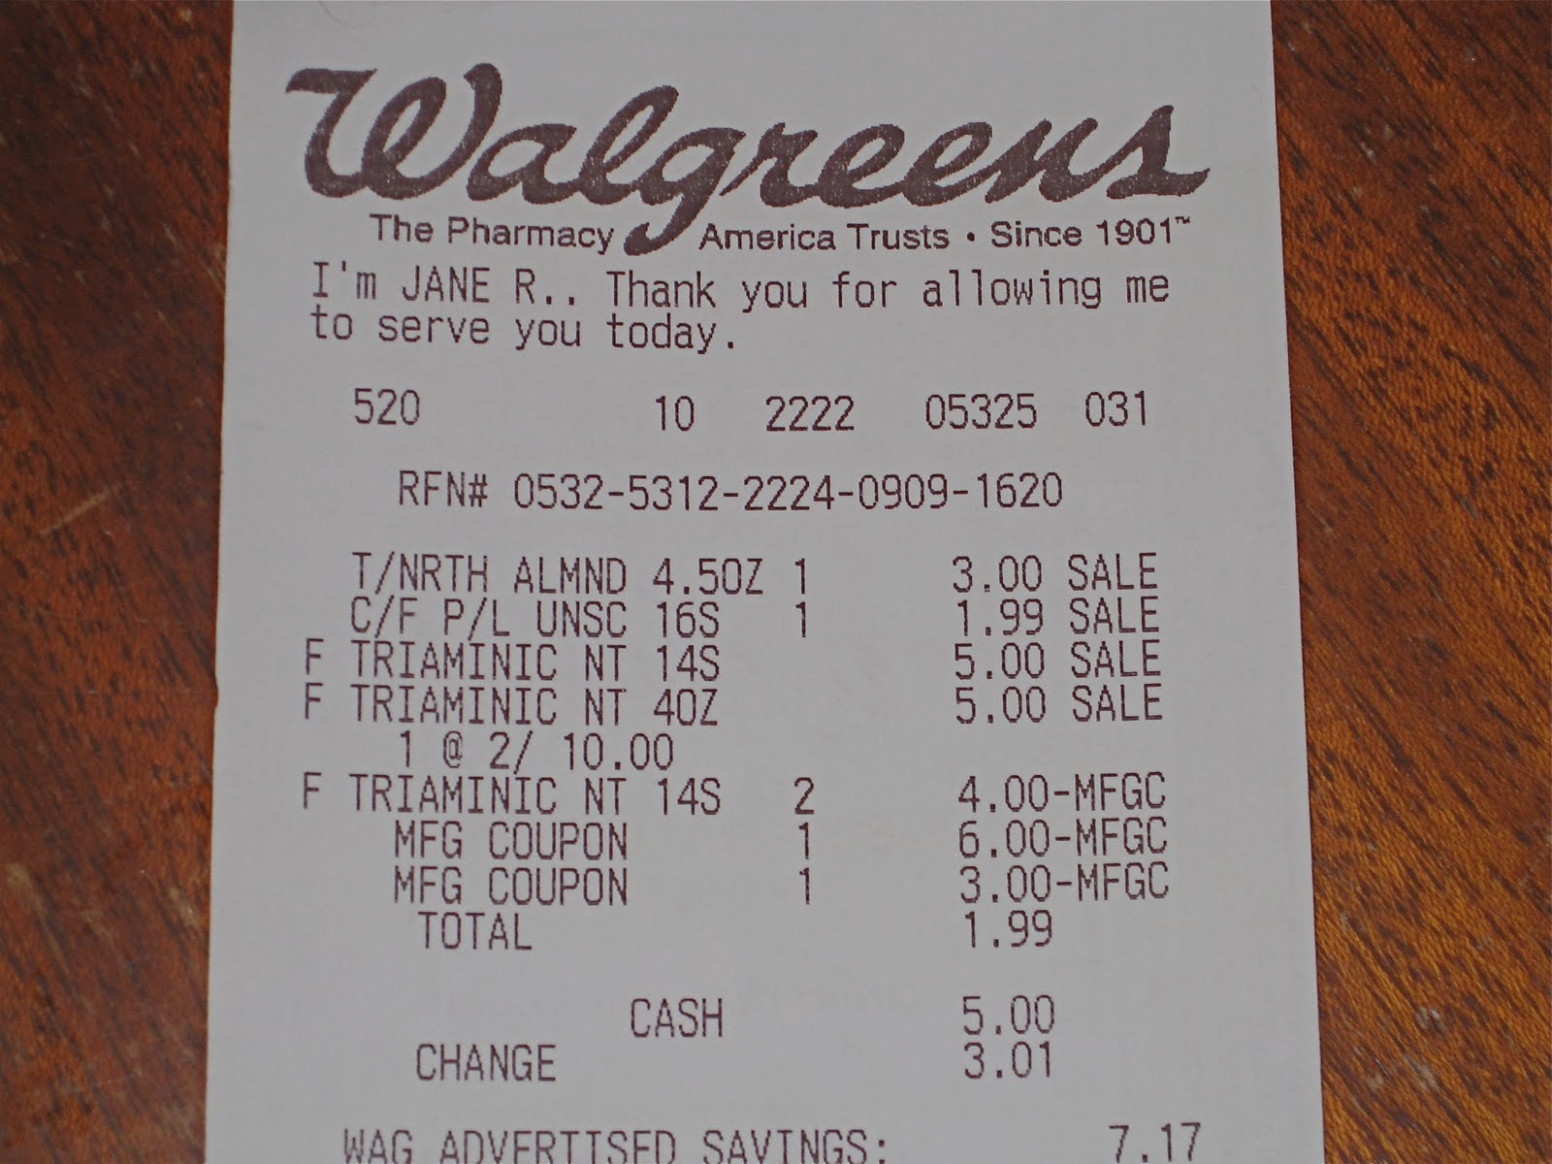 Walgreens
The Pharmacy America Trusts • Since 1901™
I'm JANE R.. Thank you for allowing me
to serve you today.
520 10 2222 05325 031
RFN# 0532-5312-2224-0909-1620
T/NRTH ALMND 4.5OZ 1 3.00 SALE
C/F P/L UNSC 16S 1 1.99 SALE
F TRIAMINIC NT 14S 5.00 SALE
F TRIAMINIC NT 4OZ 5.00 SALE
1 @ 2/ 10.00
F TRIAMINIC NT 14S 2 4.00-MFGC
MFG COUPON 1 6.00-MFGC
MFG COUPON 1 3.00-MFGC
TOTAL 1.99
CASH 5.00
CHANGE 3.01
WAG ADVERTISED SAVINGS: 7.17